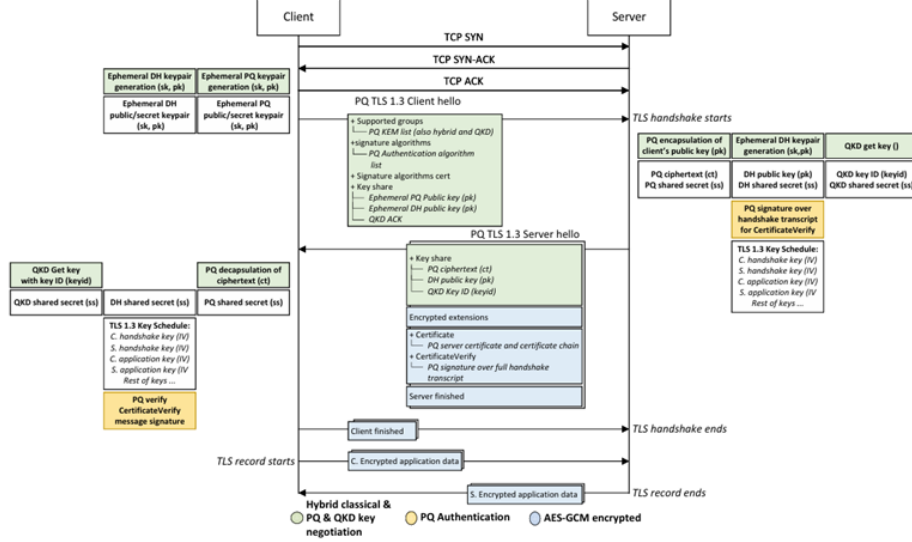 Client
Server
TCP SYN
TCP SYN-ACK
TCP ACK
Ephemeral DH keypair
generation (sk, pk)
Ephemeral PQ keypair
generation (sk, pk)
Ephemeral DH
public/secret keypair
(sk, pk)
Ephemeral PQ
public/secret keypair
(sk, pk)
PQ TLS 1.3 Client hello
TLS handshake starts
+ Supported groups
PQ KEM list (also hybrid and QKD)
+signature algorithms
PQ Authentication algorithm
list
+ Signature algorithms cert
+ Key share
Ephemeral PQ Public key (pk)
Ephemeral DH public key (pk)
QKD ACK
PQ encapsulation of
client's public key (pk)
Ephemeral DH keypair
generation (sk,pk)
QKD get key ()
PQ ciphertext (ct)
PQ shared secret (ss)
DH public key (pk)
DH shared secret (ss)
QKD key ID (keyid)
QKD shared secret (ss)
PQ signature over
handshake transcript
for CertificateVerify
TLS 1.3 Key Schedule:
C. handshake key (IV)
S. handshake key (IV)
C. application key (IV)
S. application key (IV
Rest of keys ...
PQ TLS 1.3 Server hello
+ Key share
PQ ciphertext (ct)
DH public key (pk)
QKD Key ID (keyid)
Encrypted extensions
+ Certificate
PQ server certificate and certificate chain
+ CertificateVerify
PQ signature over full handshake
transcript
Server finished
QKD Get key
with key ID (keyid)
PQ decapsulation of
ciphertext (ct)
QKD shared secret (ss)
DH shared secret (ss)
PQ shared secret (ss)
TLS 1.3 Key Schedule:
C. handshake key (IV)
S. handshake key (IV)
C. application key (IV)
S. application key (IV
Rest of keys ...
PQ verify
CertificateVerify
message signature
Client finished
TLS handshake ends
TLS record starts
C. Encrypted application data
S. Encrypted application data
TLS record ends
Hybrid classical &
PQ & QKD key
negotiation
PQ Authentication
AES-GCM encrypted